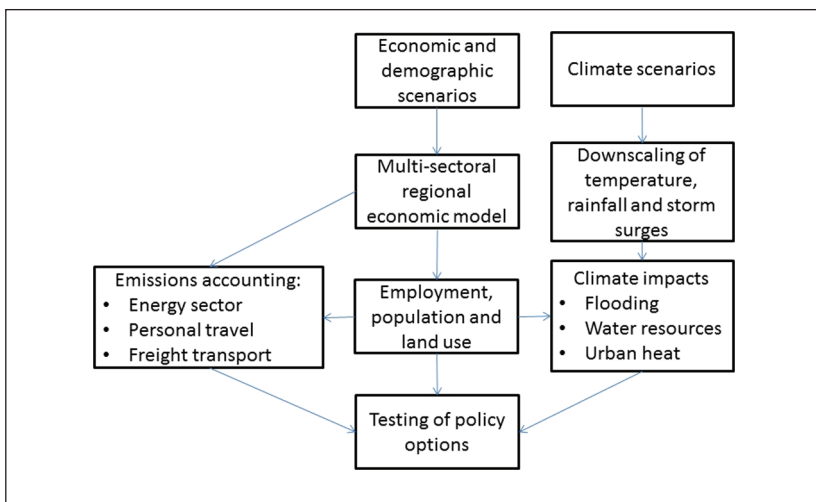 Economic and
demographic
scenarios
Climate scenarios
Multi-sectoral
regional
economic model
Downscaling of
temperature,
rainfall and storm
surges
Emissions accounting:
• Energy sector
• Personal travel
• Freight transport
Employment,
population and
land use
Climate impacts
• Flooding
• Water resources
• Urban heat
Testing of policy
options